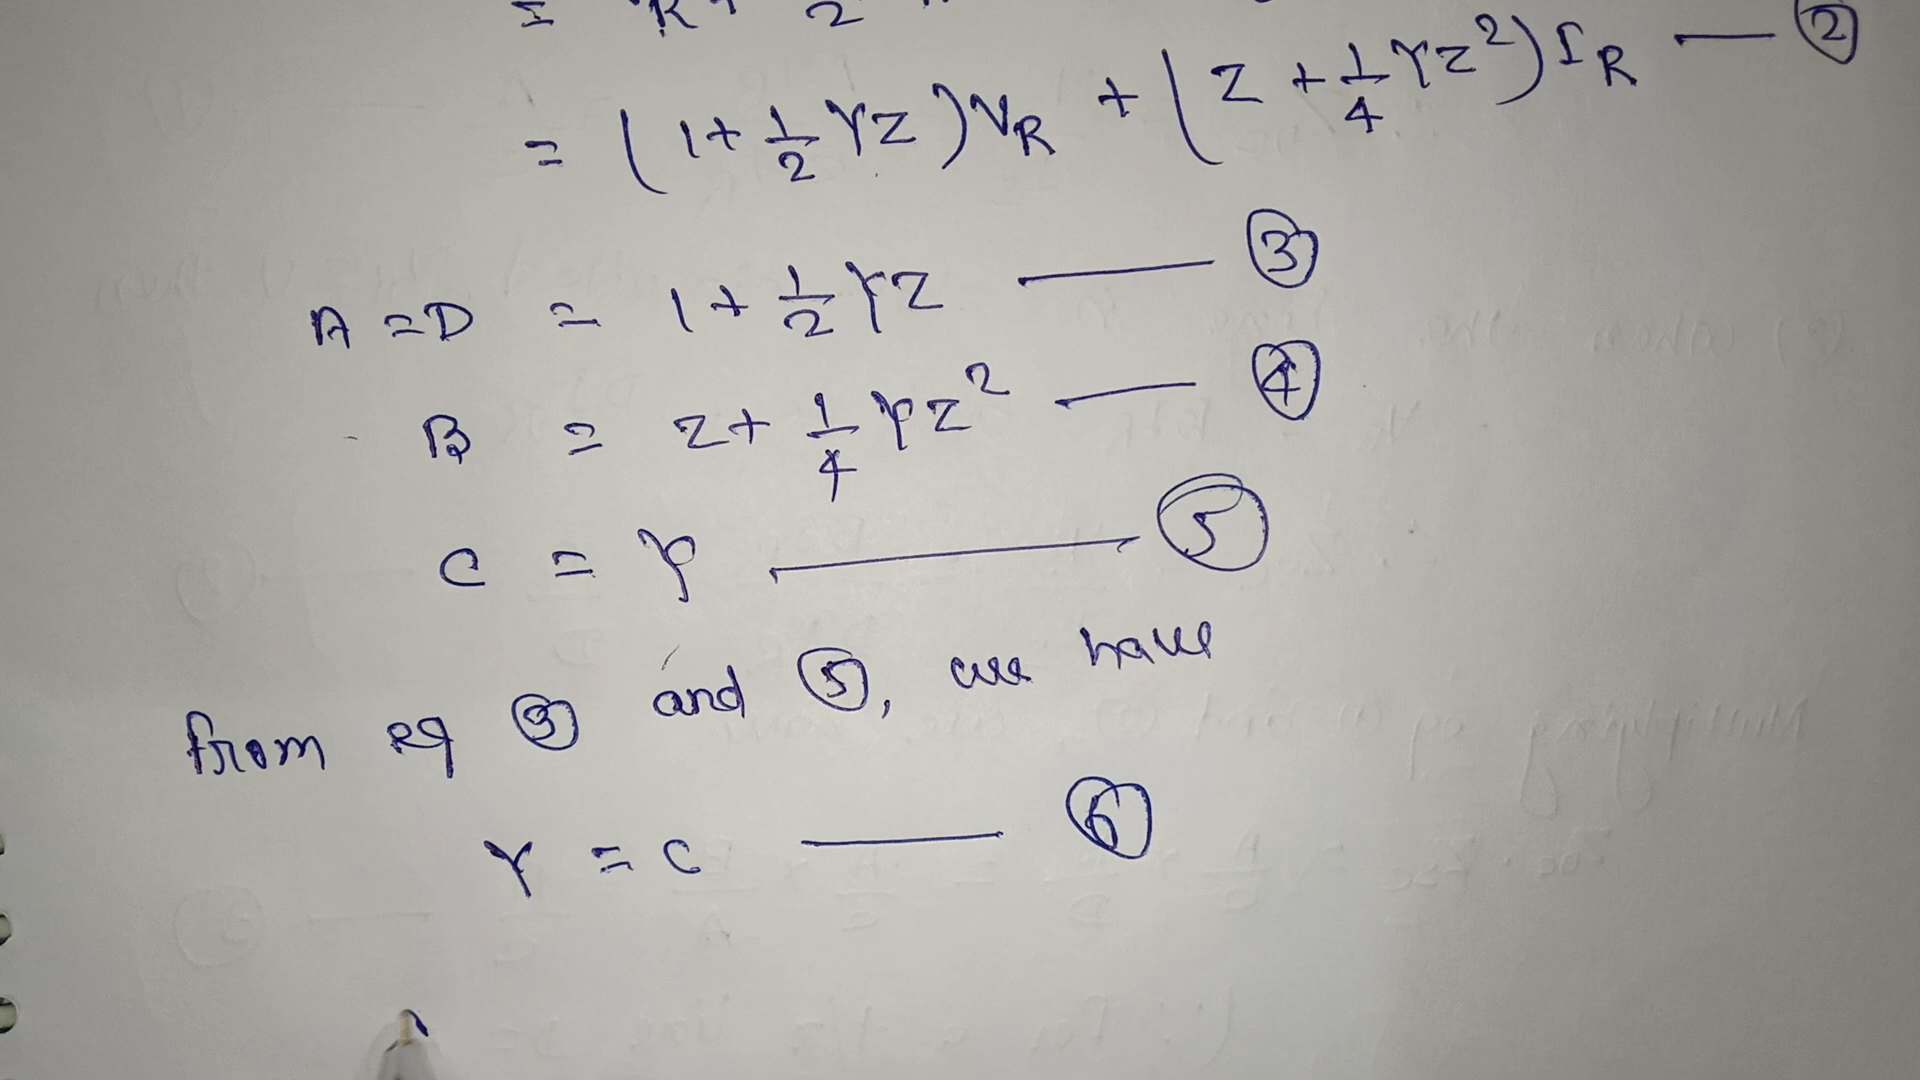 = (1 + 1/2 YZ) V_R + (Z + 1/4 YZ²) I_R — ②
A = D = 1 + 1/2 YZ — ③
B = Z + 1/4 YZ² — ④
C = Y — ⑤
From eq ③ and ⑤, we have
Y = C — ⑥